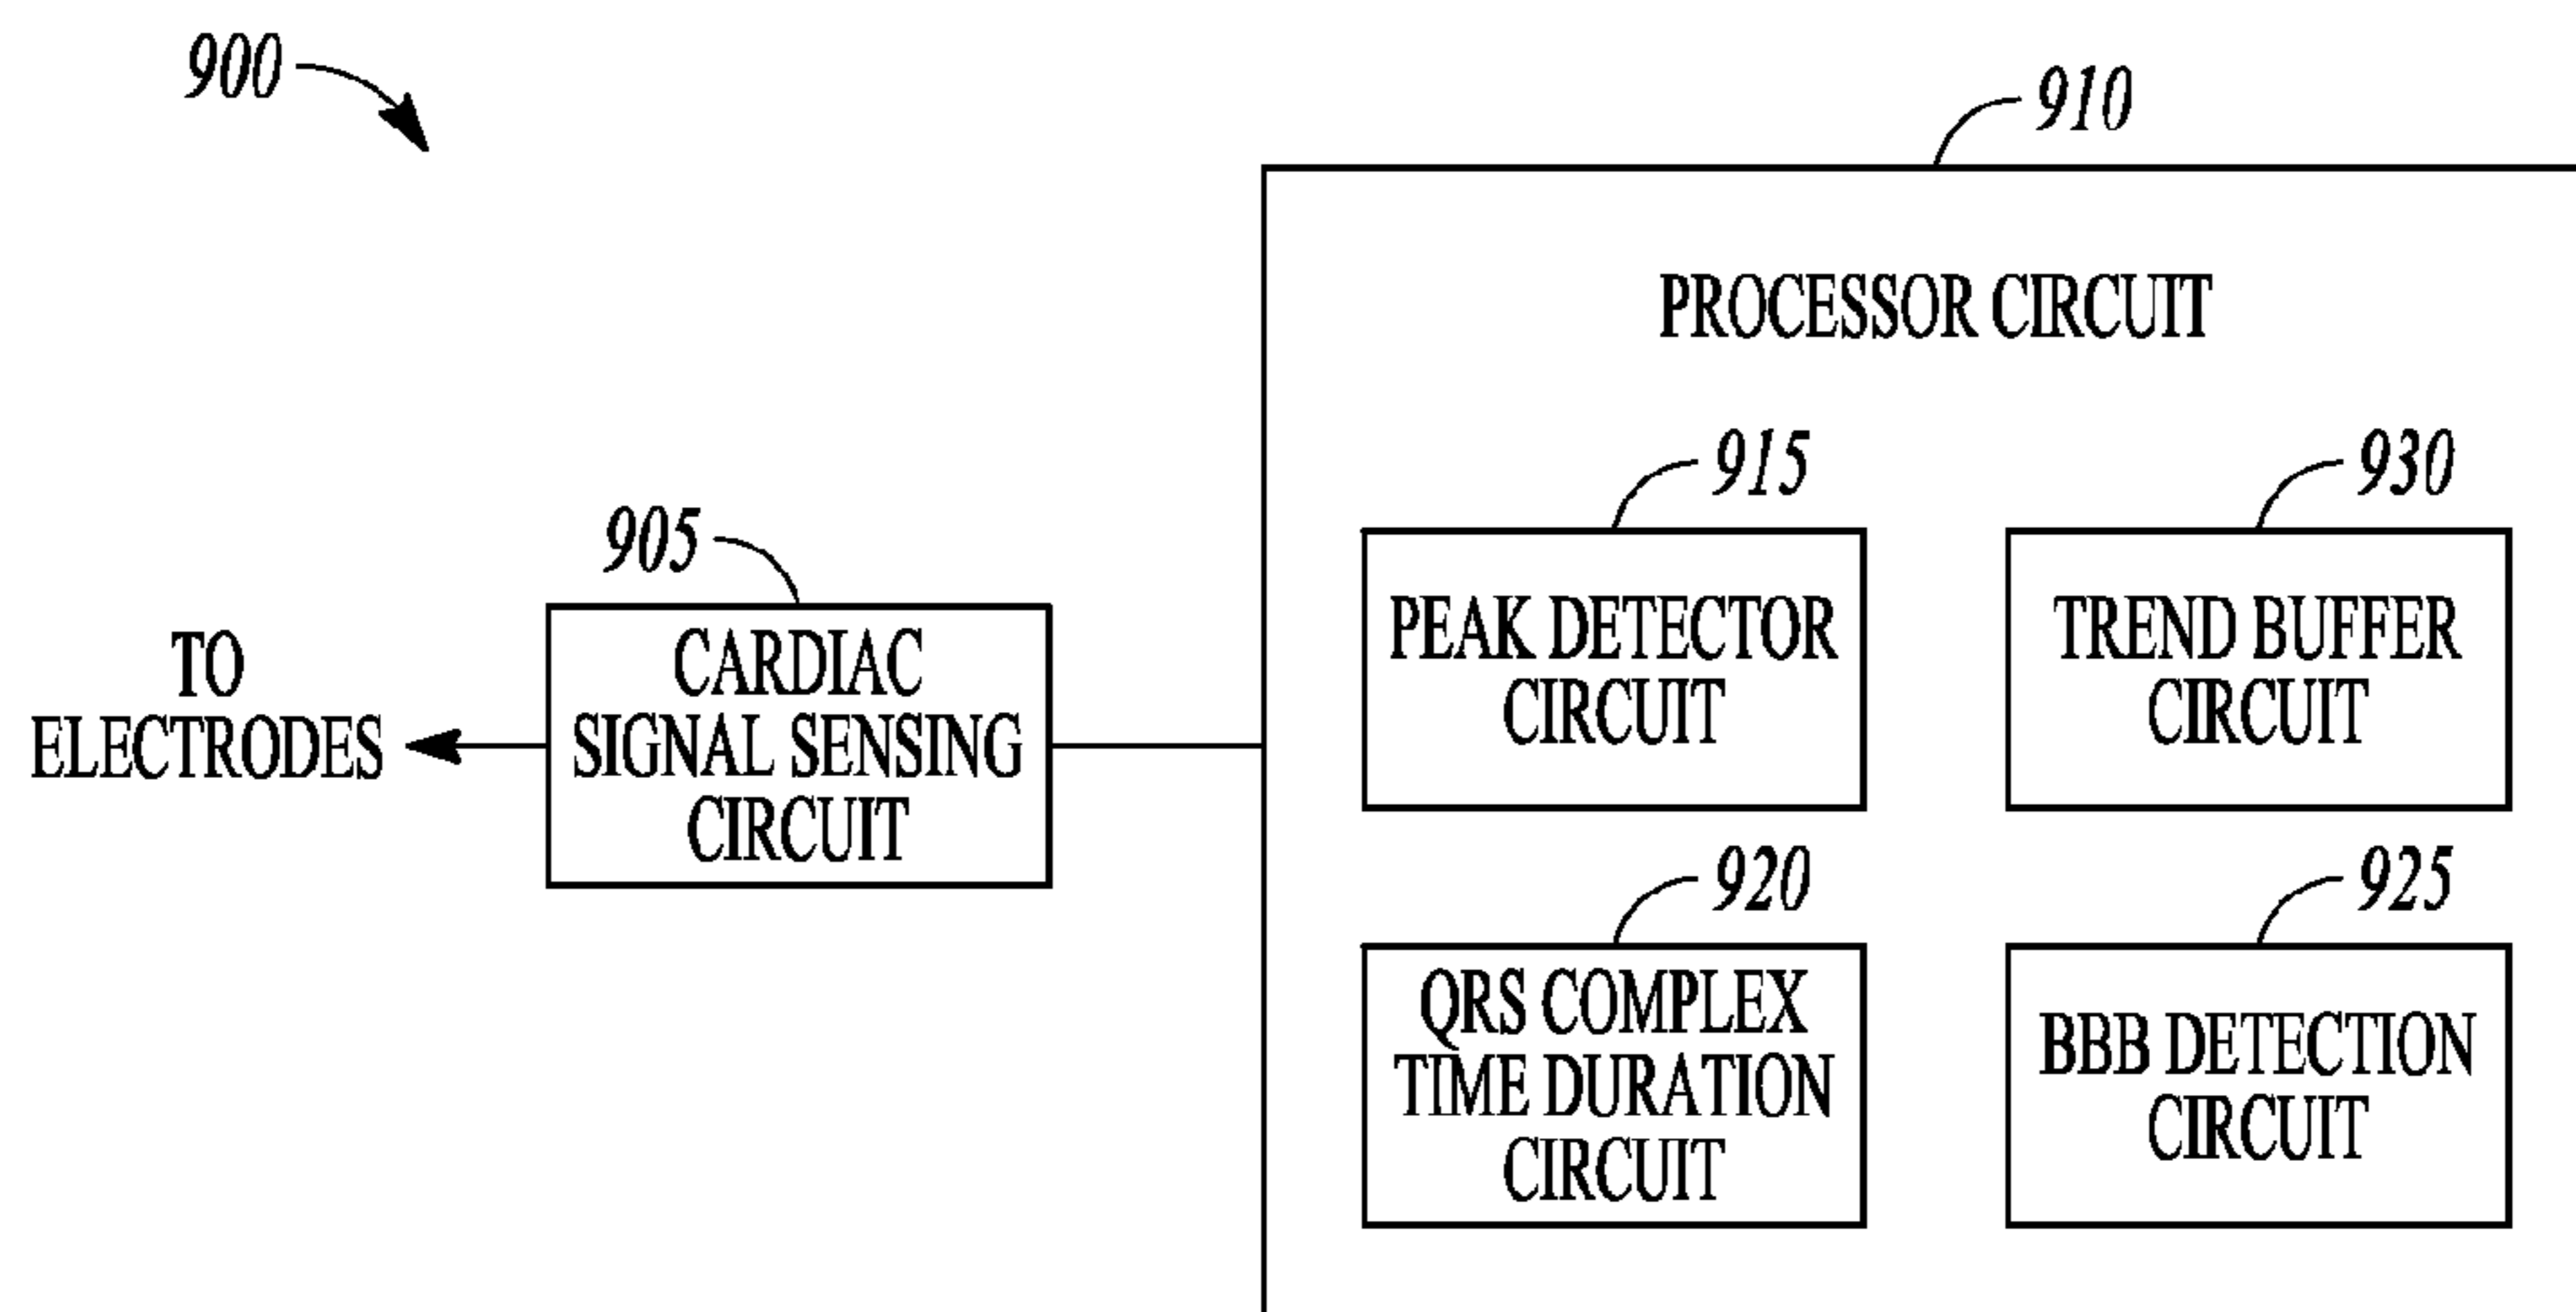 900
910
PROCESSOR CIRCUIT
915
930
905
PEAK DETECTOR
CIRCUIT
TREND BUFFER
CIRCUIT
TO
ELECTRODES
CARDIAC
SIGNAL SENSING
CIRCUIT
920
925
QRS COMPLEX
TIME DURATION
CIRCUIT
BBB DETECTION
CIRCUIT